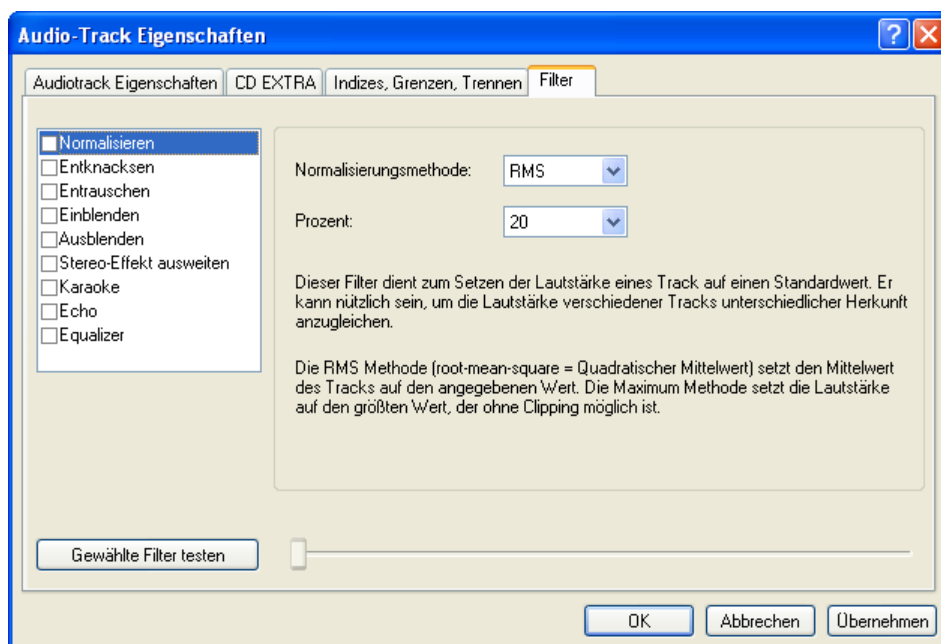 Audio-Track Eigenschaften
Audiotrack Eigenschaften CD EXTRA Indizes, Grenzen, Trennen Filter
Normalisieren
Entknacksen
Entrauschen
Einblenden
Ausblenden
Stereo-Effekt ausweiten
Karaoke
Echo
Equalizer
Normalisierungsmethode: RMS
Prozent: 20
Dieser Filter dient zum Setzen der Lautstärke eines Track auf einen Standardwert. Er
kann nützlich sein, um die Lautstärke verschiedener Tracks unterschiedlicher Herkunft
anzugleichen.
Die RMS Methode (root-mean-square = Quadratischer Mittelwert) setzt den Mittelwert
des Tracks auf den angegebenen Wert. Die Maximum Methode setzt die Lautstärke
auf den größten Wert, der ohne Clipping möglich ist.
Gewählte Filter testen
OK Abbrechen Übernehmen